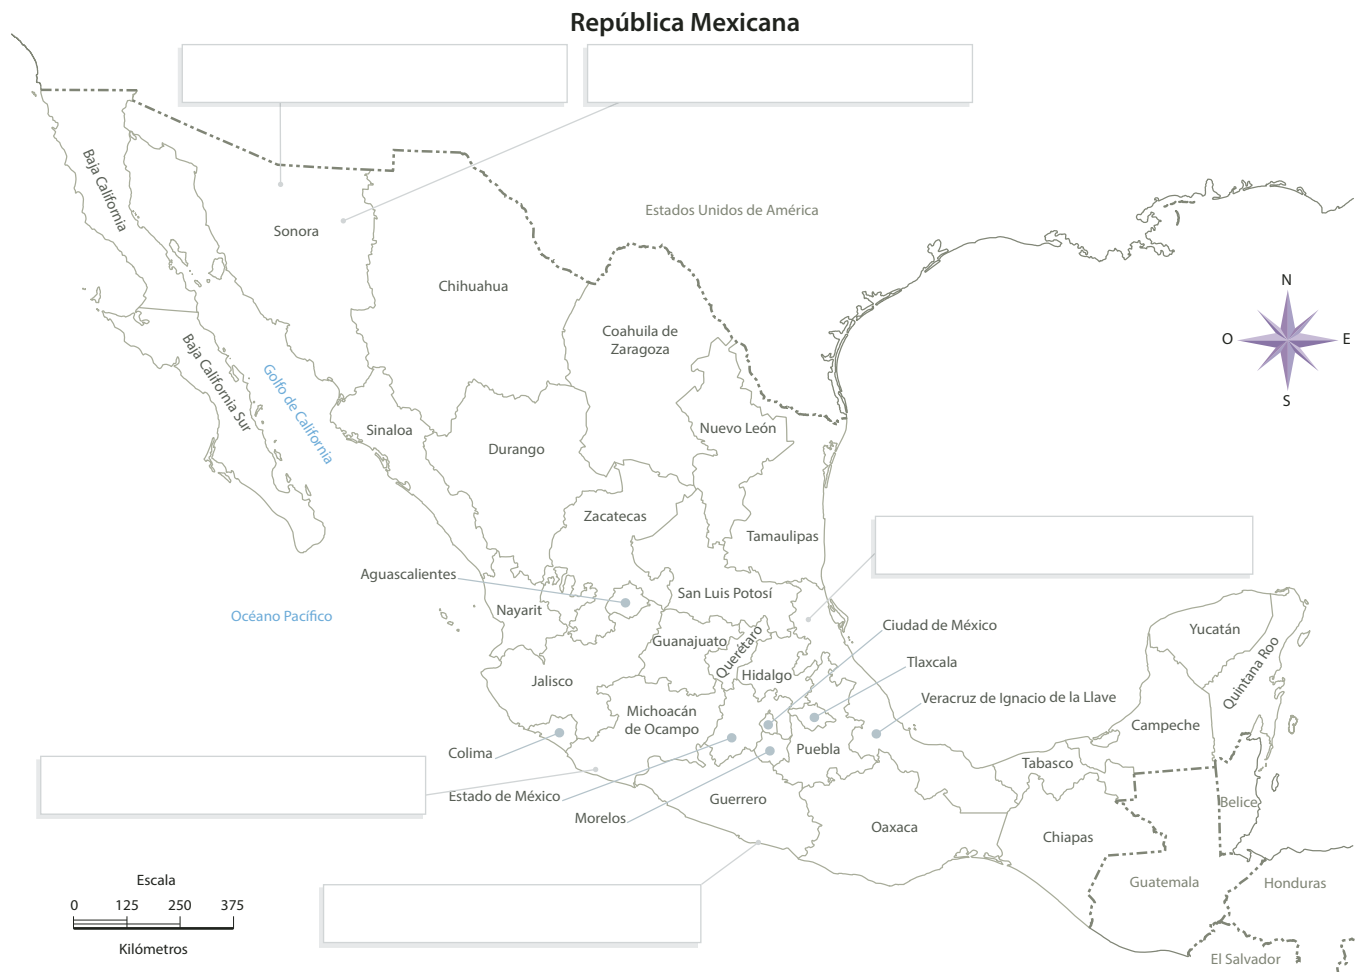 República Mexicana
Baja California
Sonora
Estados Unidos de América
Chihuahua
Coahuila de
Zaragoza
N
O
E
S
Baja California Sur
Golfo de California
Sinaloa
Durango
Nuevo León
Zacatecas
Tamaulipas
Aguascalientes
San Luis Potosí
Nayarit
Océano Pacífico
Guanajuato
Querétaro
Ciudad de México
Yucatán
Hidalgo
Tlaxcala
Quintana Roo
Jalisco
Veracruz de Ignacio de la Llave
Michoacán
de Ocampo
Campeche
Colima
Puebla
Tabasco
Estado de México
Guerrero
Belice
Morelos
Oaxaca
Chiapas
Escala
Guatemala
Honduras
0 125 250 375
Kilómetros
El Salvador